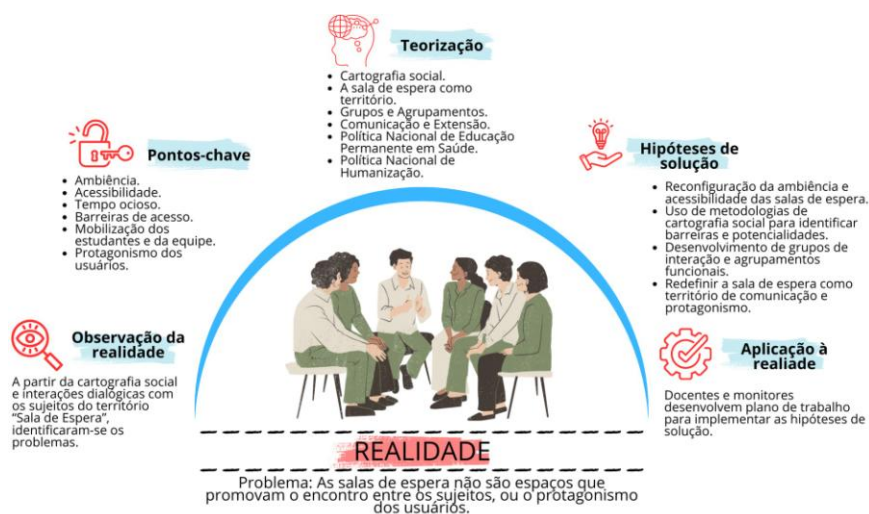 Teorização
• Cartografia social.
• A sala de espera como
território.
• Grupos e Agrupamentos.
• Comunicação e Extensão.
• Política Nacional de Educação
Permanente em Saúde.
• Política Nacional de
Humanização.
Pontos-chave
• Ambiência.
• Acessibilidade.
• Tempo ocioso.
• Barreiras de acesso.
• Mobilização dos
estudantes e da equipe.
• Protagonismo dos
usuários.
Hipóteses de
solução
• Reconfiguração da ambiência e
acessibilidade das salas de espera.
• Uso de metodologias de
cartografia social para identificar
barreiras e potencialidades.
• Desenvolvimento de grupos de
interação e agrupamentos
funcionais.
• Redefinir a sala de espera como
território de comunicação e
protagonismo.
Observação da
realidade
A partir da cartografia social
e interações dialógicas com
os sujeitos do território
“Sala de Espera”,
identificaram-se os
problemas.
Aplicação à
realiade
Docentes e monitores
desenvolvem plano de trabalho
para implementar as hipóteses de
solução.
REALIDADE
Problema: As salas de espera não são espaços que
promovam o encontro entre os sujeitos, ou o protagonismo
dos usuários.